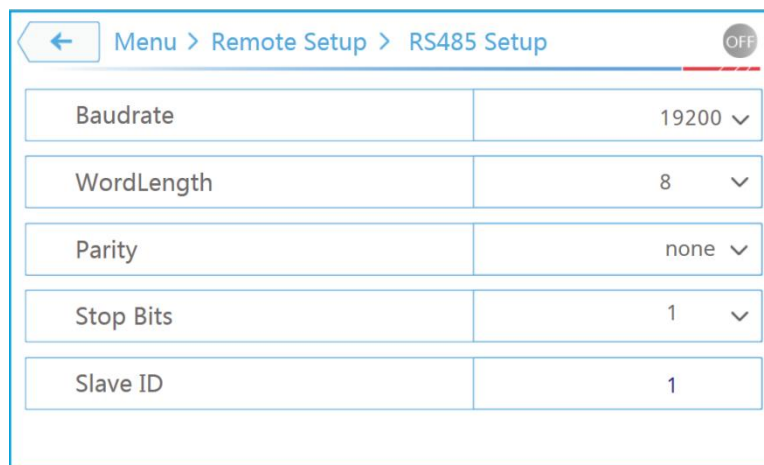 Menu > Remote Setup > RS485 Setup OFF
Baudrate 19200
WordLength 8
Parity none
Stop Bits 1
Slave ID 1